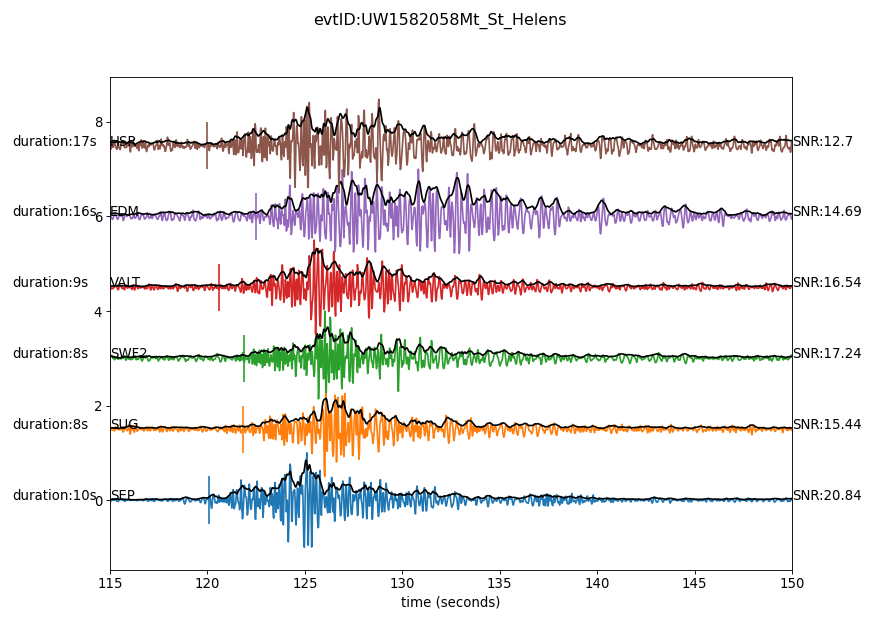 evtID:UW1582058Mt_St_Helens
8
duration:17s HSR SNR:12.7
duration:16s EDM SNR:14.69
6
duration:9s VALT SNR:16.54
4
duration:8s SWF2 SNR:17.24
2
duration:8s SUG SNR:15.44
duration:10s SEP SNR:20.84
0
115 120 125 130 135 140 145 150
time (seconds)